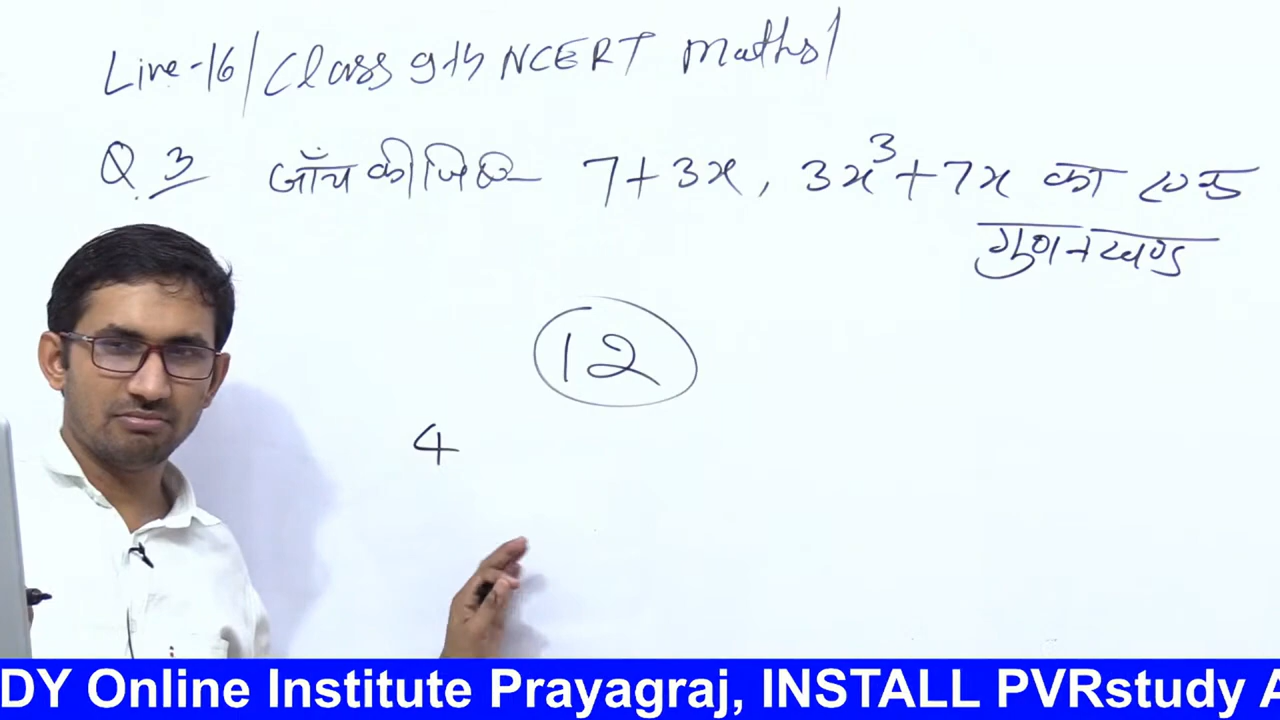 Live-16/Class 9th NCERT Maths/
Q.3 जाँच कीजिए- 7+3x, 3x³+7x का एक
गुणनखण्ड
12
4
DY Online Institute Prayagraj, INSTALL PVRstudy A